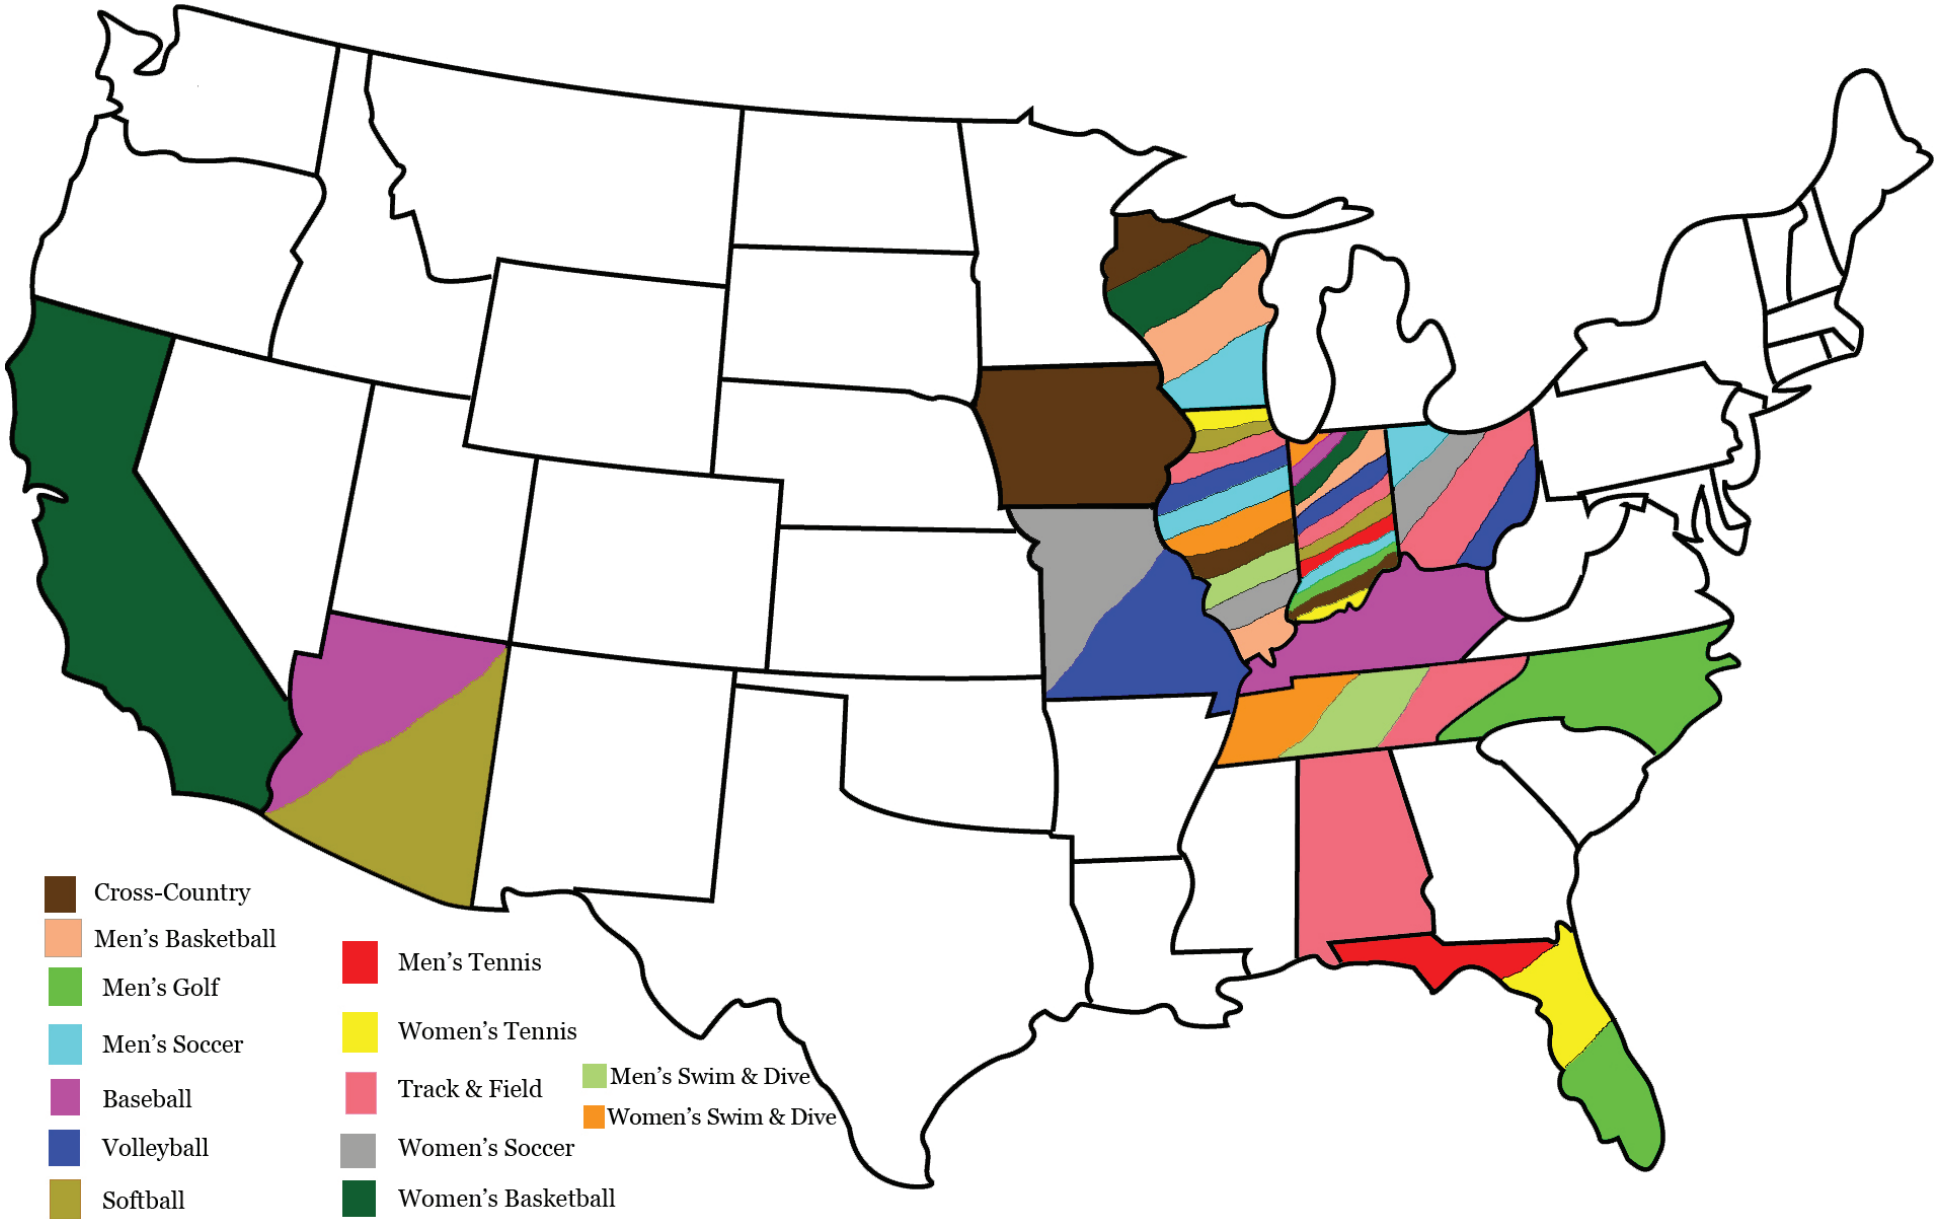 Cross-Country
Men's Basketball
Men's Golf
Men's Soccer
Baseball
Volleyball
Softball
Men's Tennis
Women's Tennis
Track & Field
Women's Soccer
Women's Basketball
Men's Swim & Dive
Women's Swim & Dive